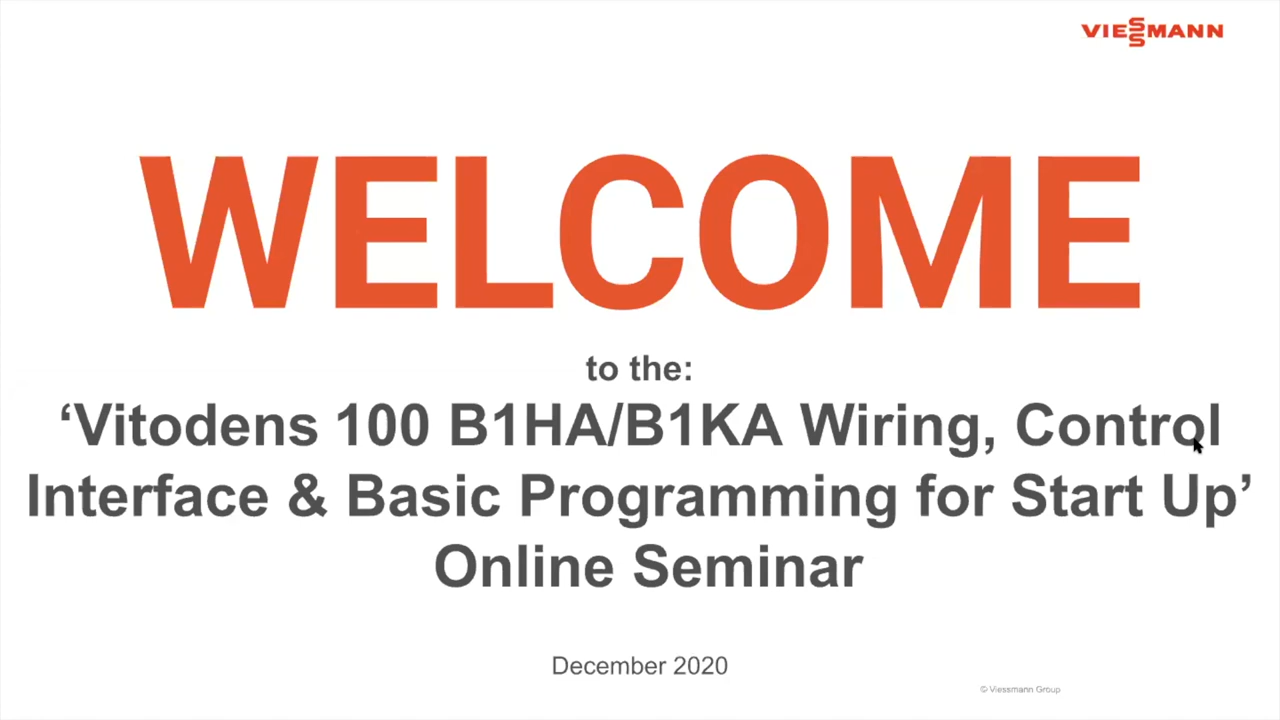 VIESSMANN
WELCOME
to the:
‘Vitodens 100 B1HA/B1KA Wiring, Control
Interface & Basic Programming for Start Up’
Online Seminar
December 2020
© Viessmann Group